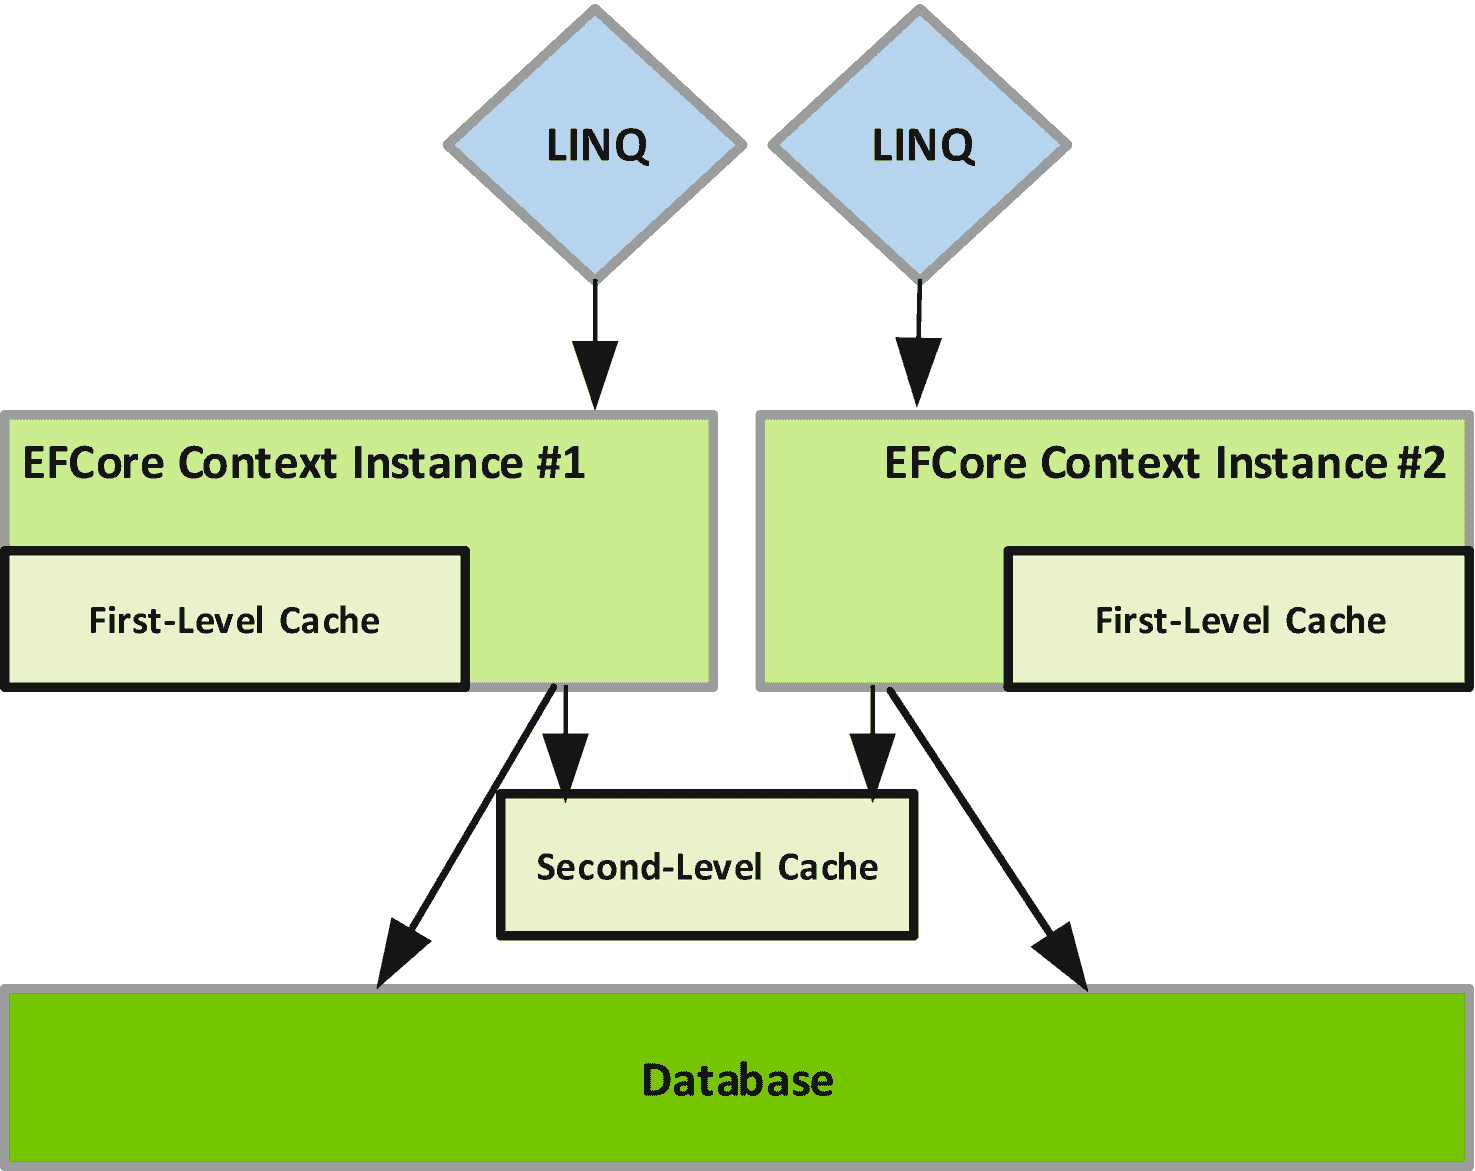 LINQ
LINQ
EFCore Context Instance #1
EFCore Context Instance #2
First-Level Cache
First-Level Cache
Second-Level Cache
Database